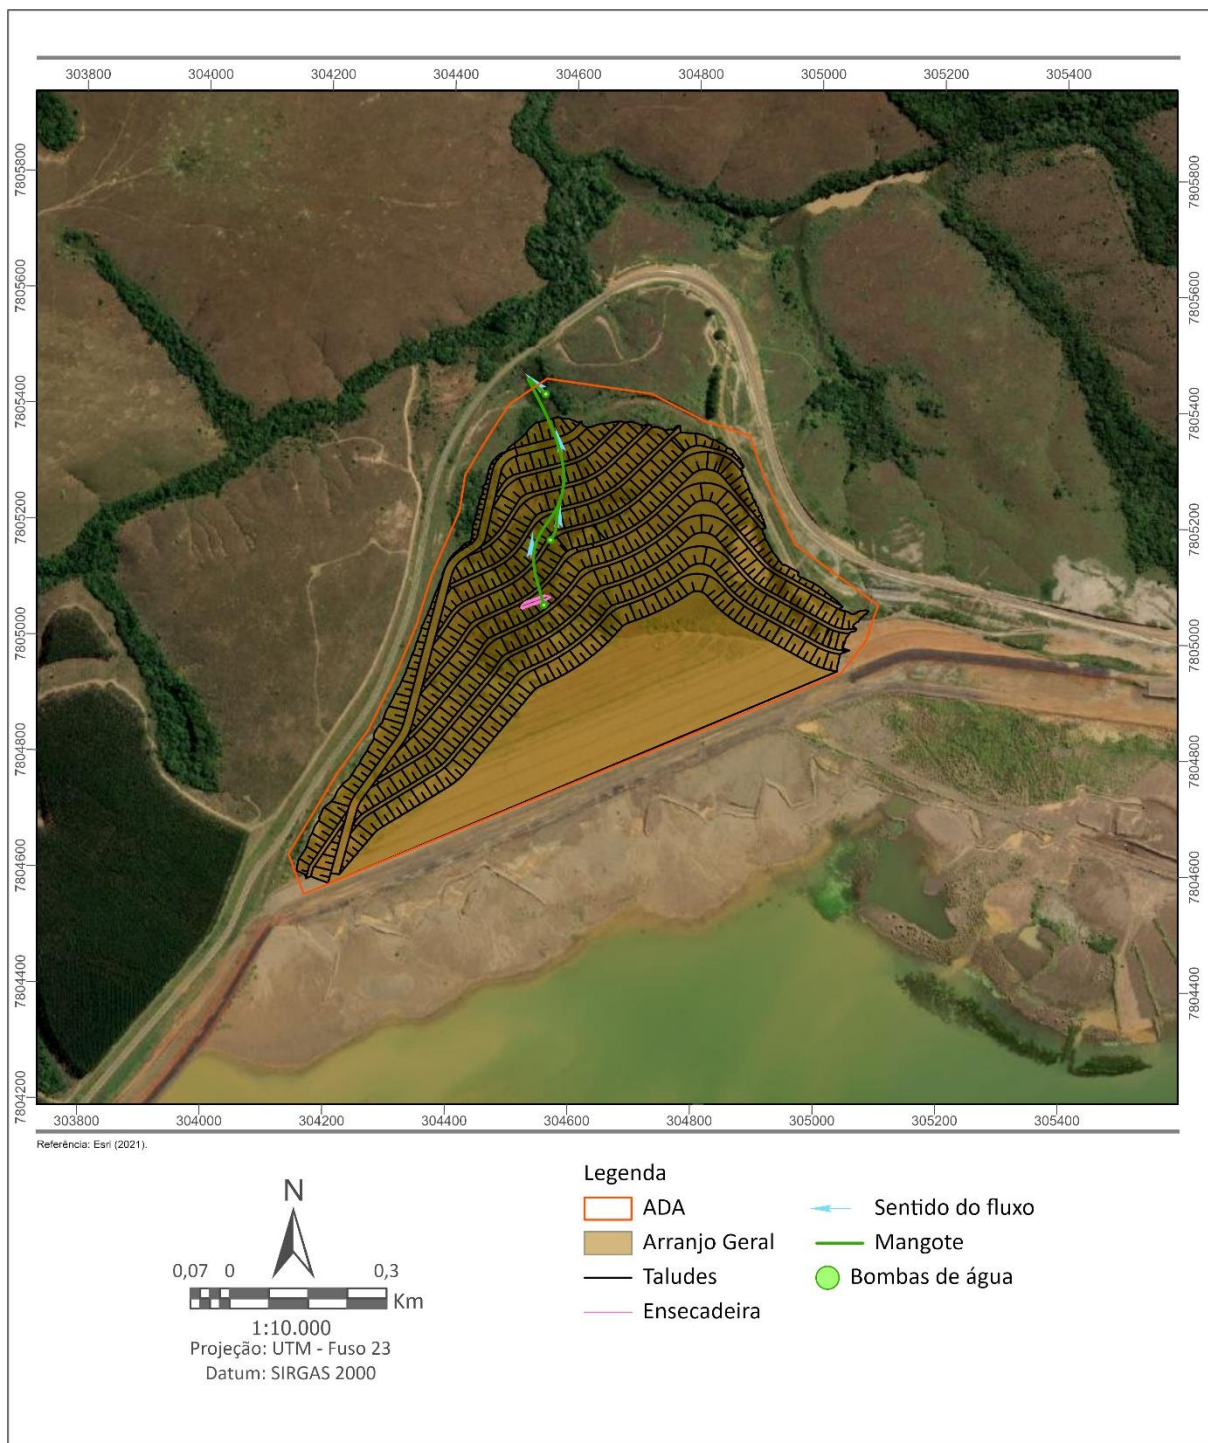 303800 304000 304200 304400 304600 304800 305000 305200 305400
7805800 7805800
7805600 7805600
7805400 7805400
7805200 7805200
7805000 7805000
7804800 7804800
7804600 7804600
7804400 7804400
7804200
303800 304000 304200 304400 304600 304800 305000 305200 305400
Referência: Esri (2021).
N
0,07 0 0,3
Km
1:10.000
Projeção: UTM - Fuso 23
Datum: SIRGAS 2000
Legenda
ADA
Arranjo Geral
Taludes
Ensecadeira
Sentido do fluxo
Mangote
Bombas de água